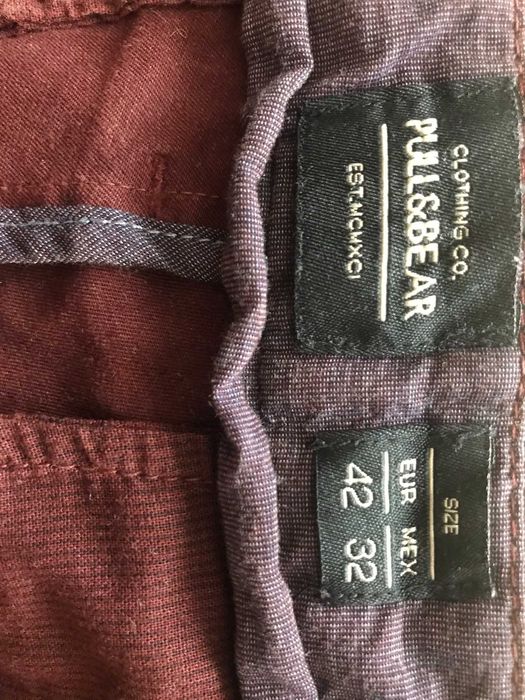 CLOTHING CO.
PULL&BEAR
EST. MCMXCI
SIZE
EUR MEX
42 32